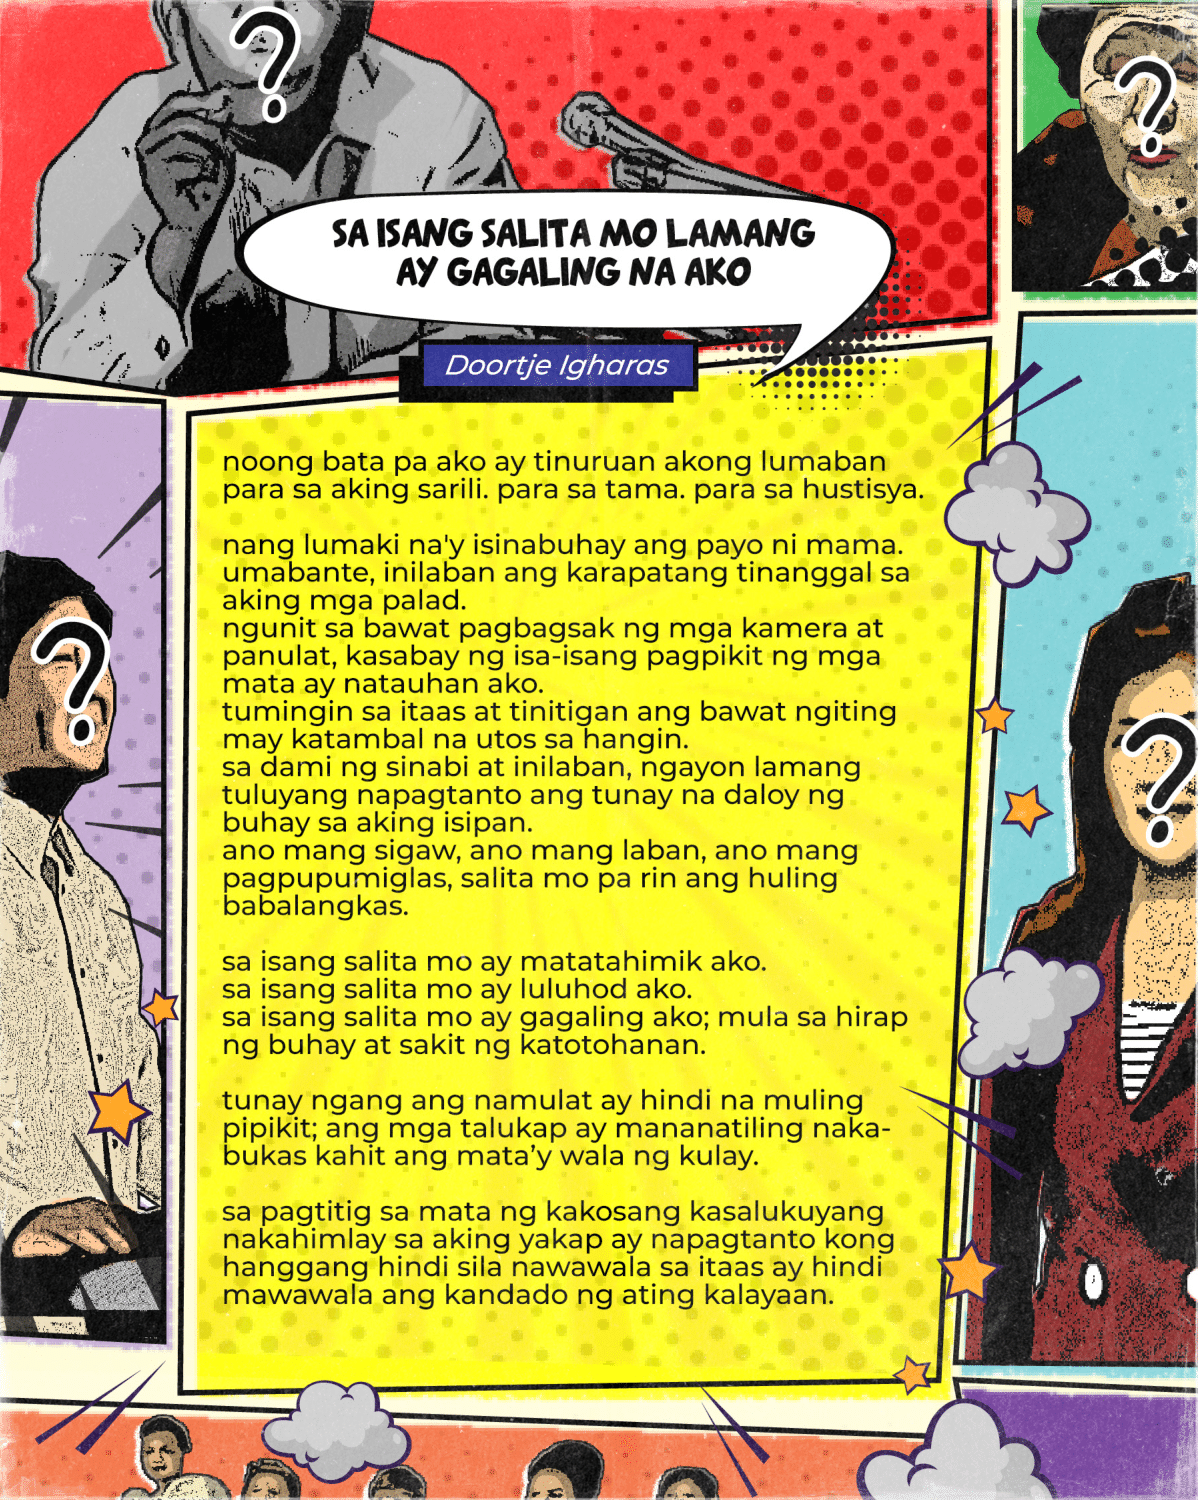 SA ISANG SALITA MO LAMANG
AY GAGALING NA AKO
Doortje Igharas
noong bata pa ako ay tinuruan akong lumaban
para sa aking sarili. para sa tama. para sa hustisya.
nang lumaki na'y isinabuhay ang payo ni mama.
umabante, inilaban ang karapatang tinanggal sa
aking mga palad.
ngunit sa bawat pagbagsak ng mga kamera at
panulat, kasabay ng isa-isang pagpikit ng mga
mata ay natauhan ako.
tumingin sa itaas at tinitigan ang bawat ngiting
may katambal na utos sa hangin.
sa dami ng sinabi at inilaban, ngayon lamang
tuluyang napagtanto ang tunay na daloy ng
buhay sa aking isipan.
ano mang sigaw, ano mang laban, ano mang
pagpupumiglas, salita mo pa rin ang huling
babalangkas.
sa isang salita mo ay matatahimik ako.
sa isang salita mo ay luluhod ako.
sa isang salita mo ay gagaling ako; mula sa hirap
ng buhay at sakit ng katotohanan.
tunay ngang ang namulat ay hindi na muling
pipikit; ang mga talukap ay mananatiling naka-
bukas kahit ang mata’y wala ng kulay.
sa pagtitig sa mata ng kakosang kasalukuyang
nakahimlay sa aking yakap ay napagtanto kong
hanggang hindi sila nawawala sa itaas ay hindi
mawawala ang kandado ng ating kalayaan.